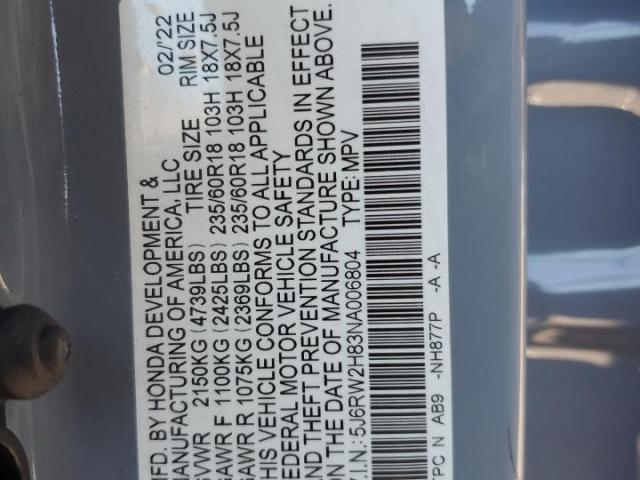 MFD. BY HONDA DEVELOPMENT & 02/'22
MANUFACTURING OF AMERICA, LLC
GVWR 2150KG (4739LBS) TIRE SIZE RIM SIZE
GAWR F 1100KG (2425LBS) 235/60R18 103H 18X7.5J
GAWR R 1075KG (2369LBS) 235/60R18 103H 18X7.5J
THIS VEHICLE CONFORMS TO ALL APPLICABLE
FEDERAL MOTOR VEHICLE SAFETY
AND THEFT PREVENTION STANDARDS IN EFFECT
ON THE DATE OF MANUFACTURE SHOWN ABOVE.
V.I.N.: 5J6RW2H83NA006804 TYPE: MPV
TPC N AB9 -NH877P -A -A